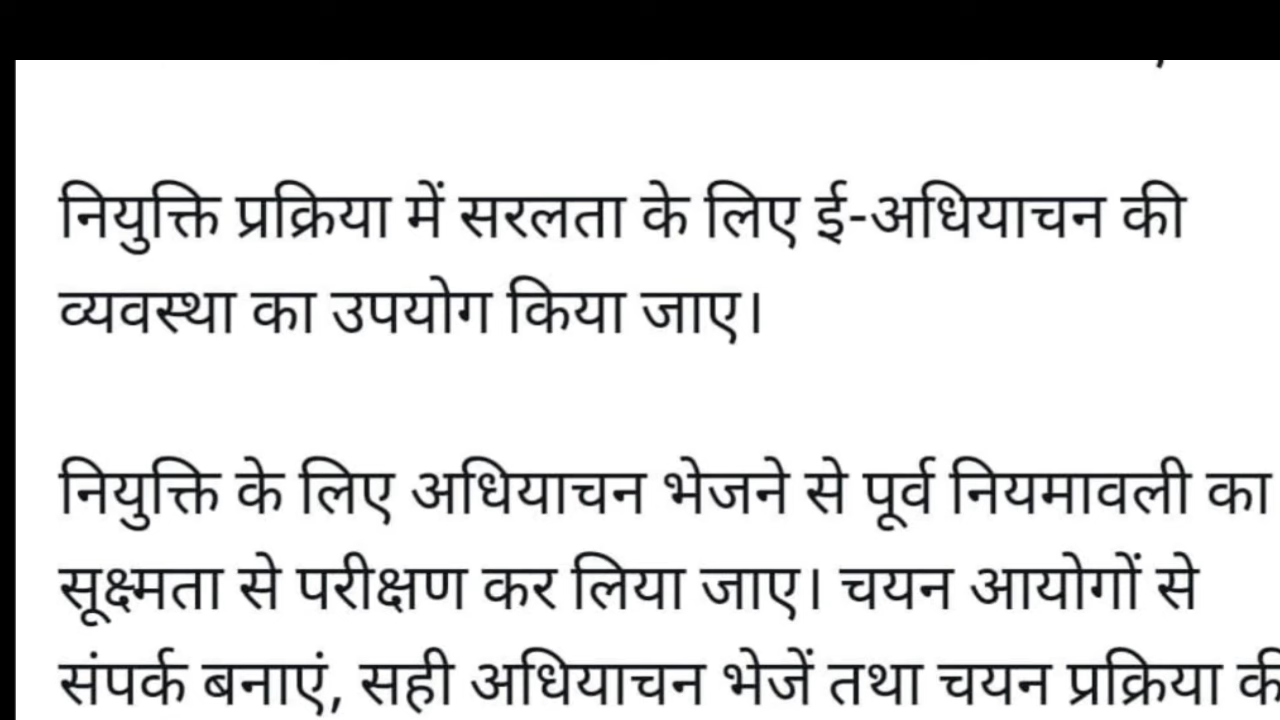 नियुक्ति प्रक्रिया में सरलता के लिए ई-अधियाचन की
व्यवस्था का उपयोग किया जाए।
नियुक्ति के लिए अधियाचन भेजने से पूर्व नियमावली का
सूक्ष्मता से परीक्षण कर लिया जाए। चयन आयोगों से
संपर्क बनाएं, सही अधियाचन भेजें तथा चयन प्रक्रिया की